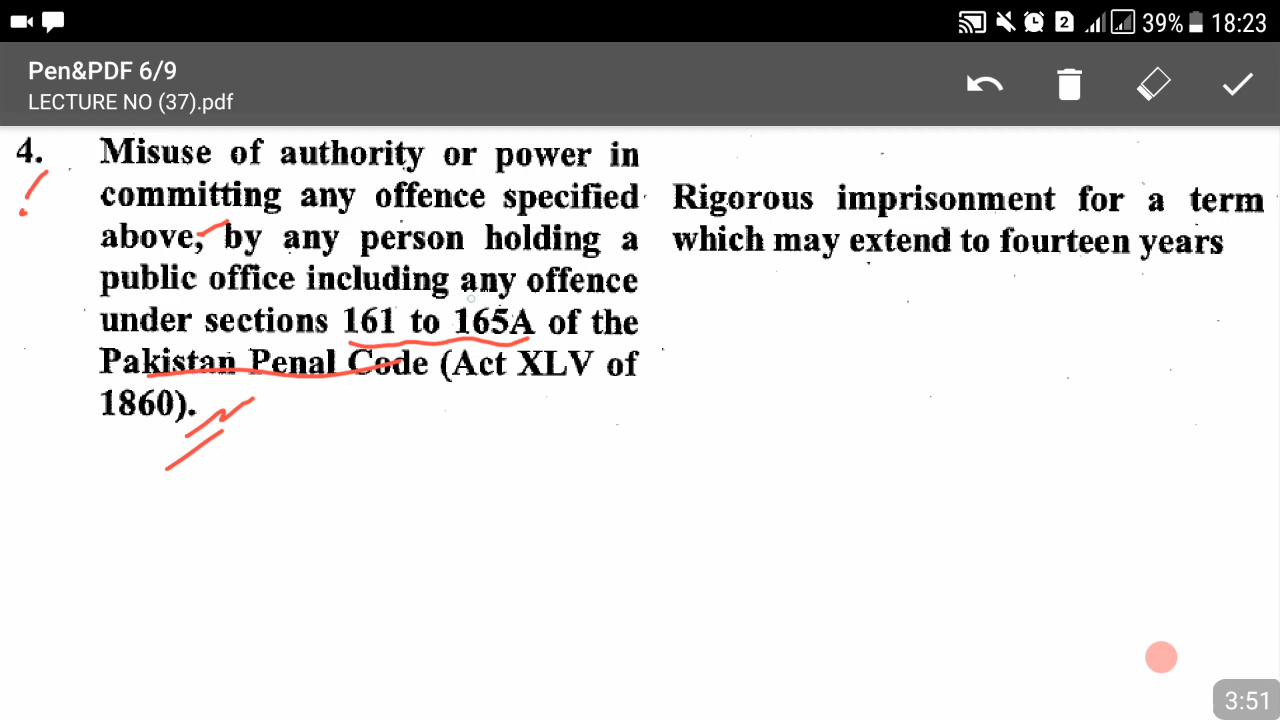 2 39% 18:23
Pen&PDF 6/9
LECTURE NO (37).pdf
4. Misuse of authority or power in
committing any offence specified
above, by any person holding a
public office including any offence
under sections 161 to 165A of the
Pakistan Penal Code (Act XLV of
1860).
Rigorous imprisonment for a term
which may extend to fourteen years
3:51